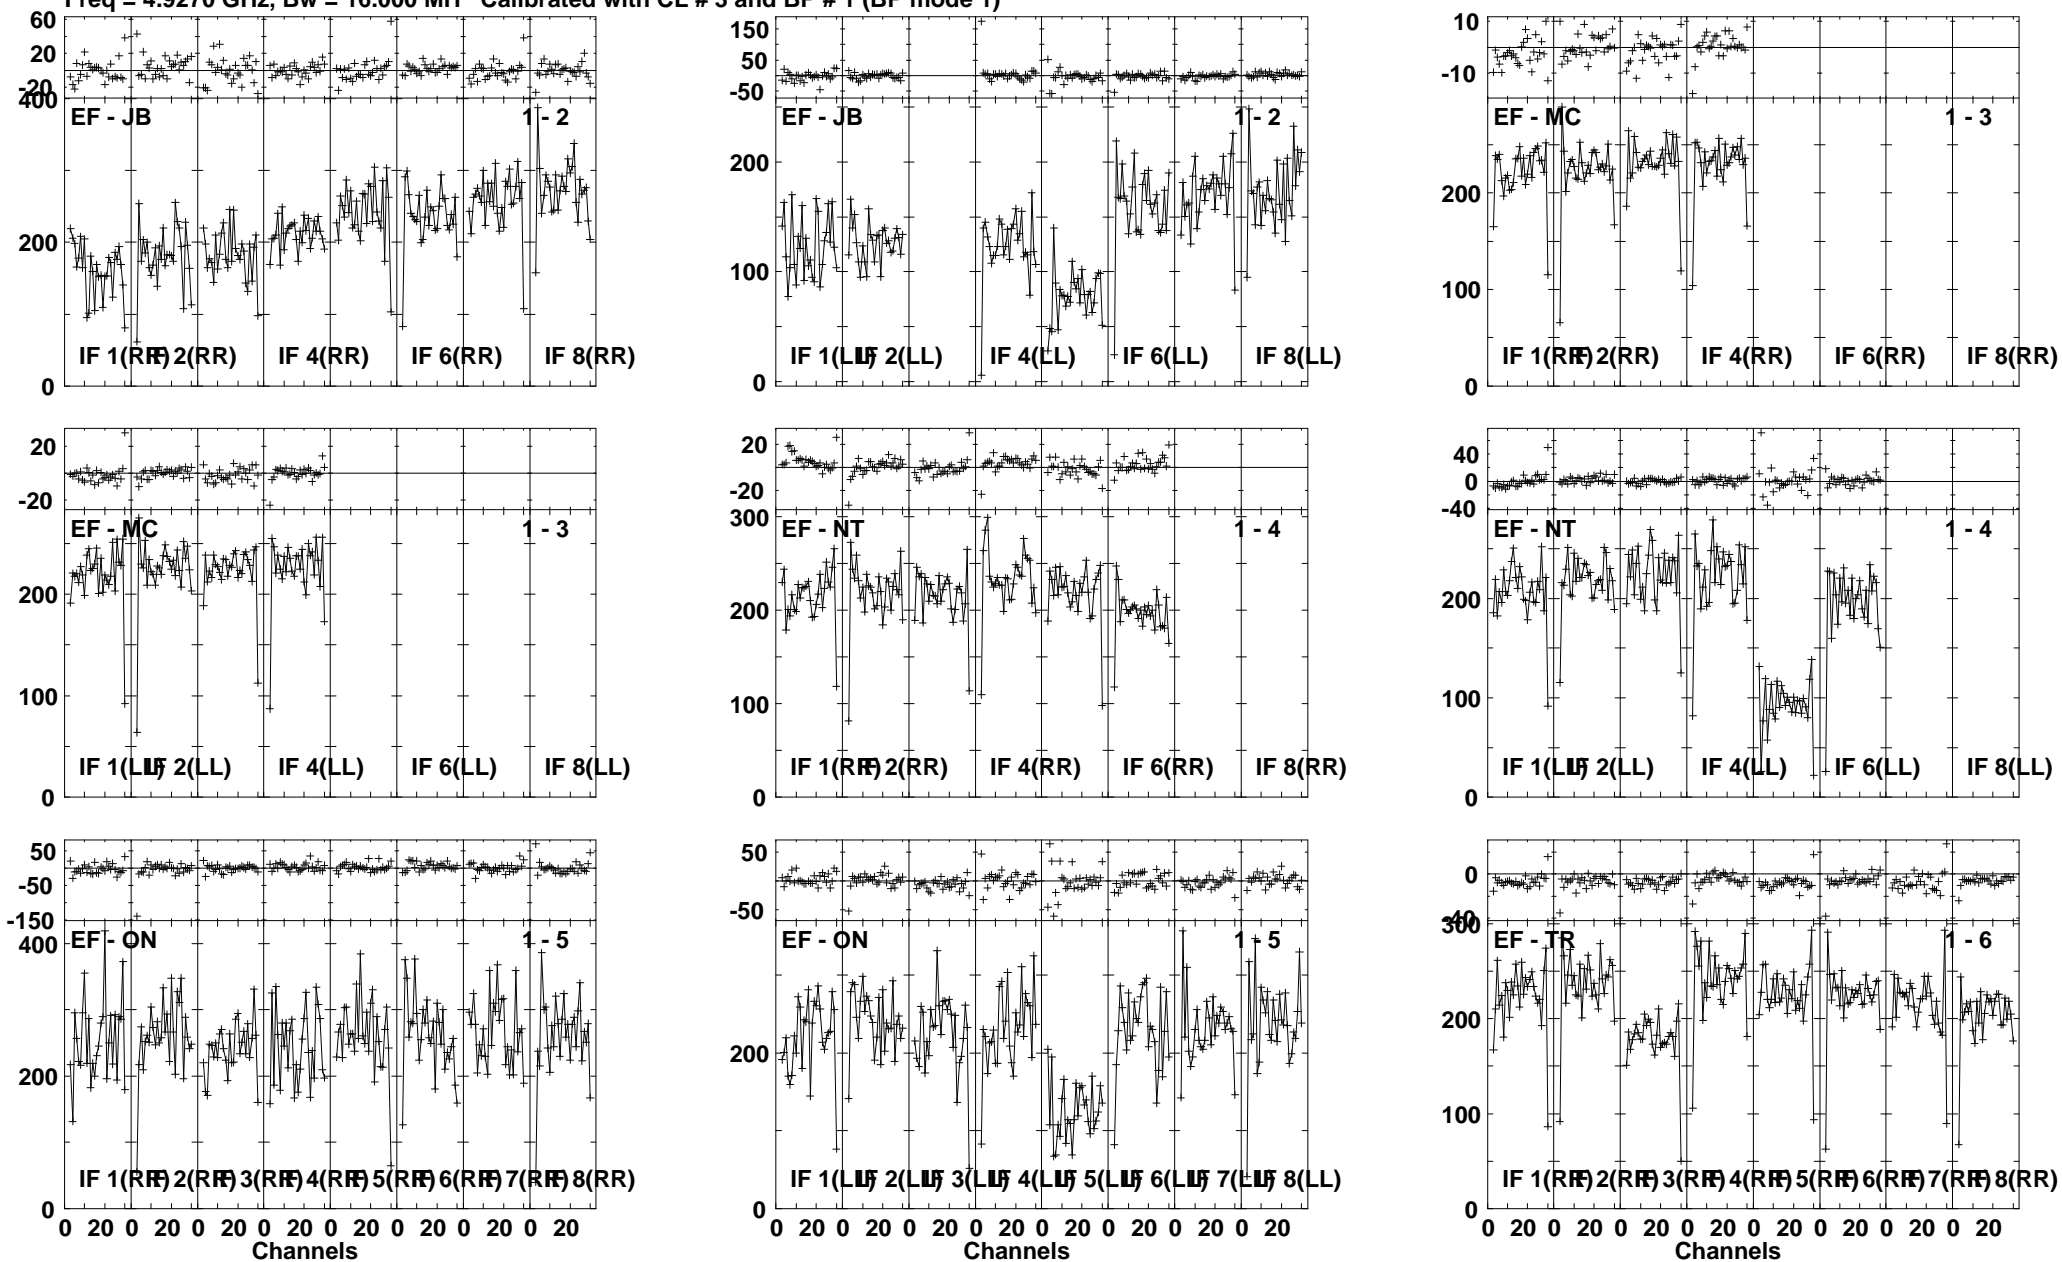 Freq = 4.9270 GHz, Bw = 16.000 MH Calibrated with CL # 3 and BP # 1 (BP mode 1)
60
20
-20
150
50
-50
10
-10
400
200
0
EF - JB
1 - 2
IF 1(RR)
IF 2(RR)
IF 4(RR)
IF 6(RR)
IF 8(RR)
200
100
0
EF - JB
1 - 2
IF 1(LL)
IF 2(LL)
IF 4(LL)
IF 6(LL)
IF 8(LL)
200
100
0
EF - MC
1 - 3
IF 1(RR)
IF 2(RR)
IF 4(RR)
IF 6(RR)
IF 8(RR)
20
-20
20
-20
40
0
-40
200
100
0
EF - MC
1 - 3
IF 1(LL)
IF 2(LL)
IF 4(LL)
IF 6(LL)
IF 8(LL)
300
200
100
0
EF - NT
1 - 4
IF 1(RR)
IF 2(RR)
IF 4(RR)
IF 6(RR)
IF 8(RR)
200
100
0
EF - NT
1 - 4
IF 1(LL)
IF 2(LL)
IF 4(LL)
IF 6(LL)
IF 8(LL)
50
-50
-150
50
-50
0
-40
400
200
0
EF - ON
1 - 5
IF 1(RR)
IF 2(RR)
IF 3(RR)
IF 4(RR)
IF 5(RR)
IF 6(RR)
IF 7(RR)
IF 8(RR)
0 20 0 20 0 20 0 20 0 20 0 20 0 20 0 20
Channels
200
0
EF - ON
1 - 5
IF 1(LL)
IF 2(LL)
IF 3(LL)
IF 4(LL)
IF 5(LL)
IF 6(LL)
IF 7(LL)
IF 8(LL)
0 20 0 20 0 20 0 20 0 20 0 20 0 20 0 20
Channels
300
200
100
0
EF - TR
1 - 6
IF 1(RR)
IF 2(RR)
IF 3(RR)
IF 4(RR)
IF 5(RR)
IF 6(RR)
IF 7(RR)
IF 8(RR)
0 20 0 20 0 20 0 20 0 20 0 20 0 20 0 20
Channels